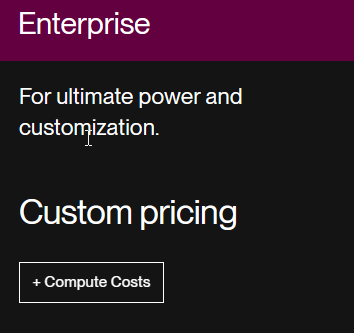 Enterprise
For ultimate power and
customization.
Custom pricing
+ Compute Costs